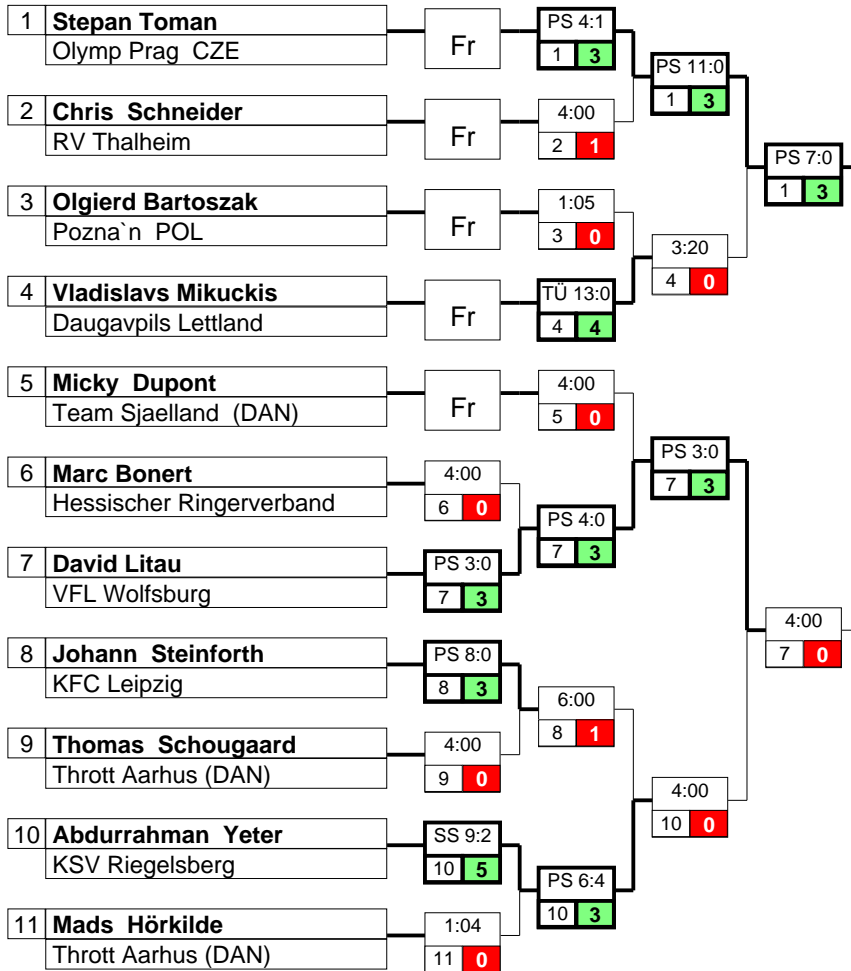 1 Stepan Toman
Olymp Prag CZE
Fr
PS 4:1
1 3
PS 11:0
1 3
2 Chris Schneider
RV Thalheim
Fr
4:00
2 1
PS 7:0
1 3
3 Olgierd Bartoszak
Pozna`n POL
Fr
1:05
3 0
3:20
4 0
4 Vladislavs Mikuckis
Daugavpils Lettland
Fr
TÜ 13:0
4 4
5 Micky Dupont
Team Sjaelland (DAN)
Fr
4:00
5 0
PS 3:0
7 3
6 Marc Bonert
Hessischer Ringerverband
4:00
6 0
PS 4:0
7 3
7 David Litau
VFL Wolfsburg
PS 3:0
7 3
4:00
7 0
8 Johann Steinforth
KFC Leipzig
PS 8:0
8 3
6:00
8 1
9 Thomas Schougaard
Thrott Aarhus (DAN)
4:00
9 0
4:00
10 0
10 Abdurrahman Yeter
KSV Riegelsberg
SS 9:2
10 5
PS 6:4
10 3
11 Mads Hörkilde
Thrott Aarhus (DAN)
1:04
11 0